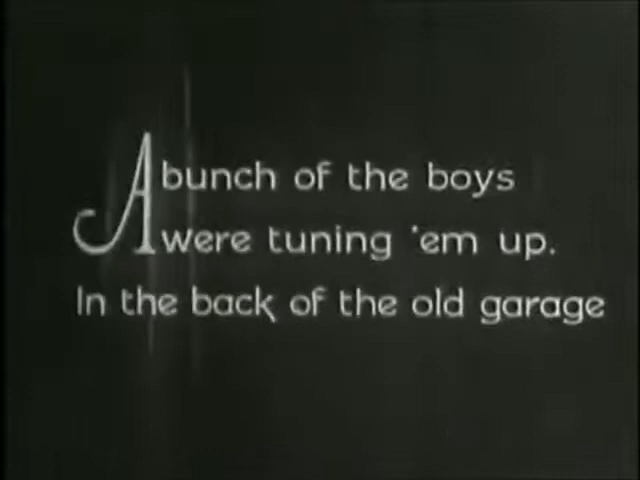 A bunch of the boys
were tuning 'em up.
In the back of the old garage